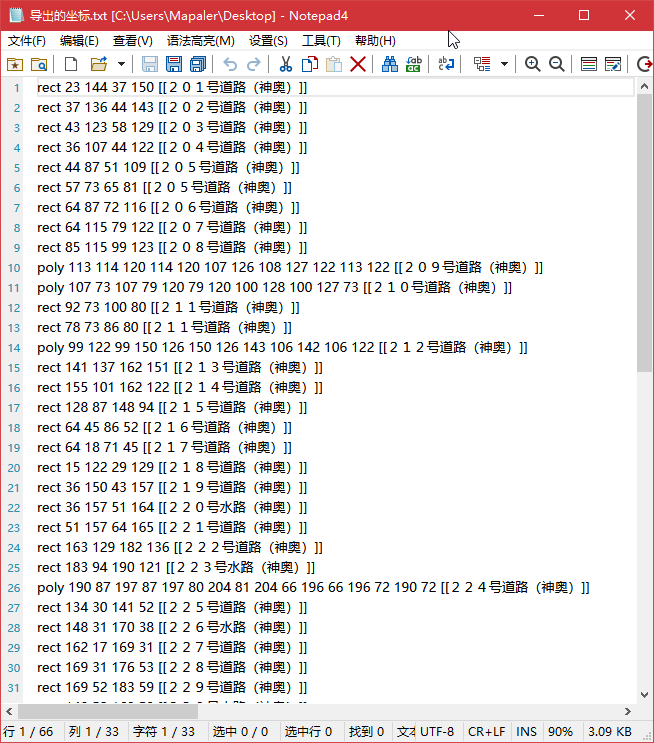 导出的坐标.txt [C:\Users\Mapaler\Desktop] - Notepad4
文件(F) 编辑(E) 查看(V) 语法高亮(M) 设置(S) 工具(T) 帮助(H)
1 rect 23 144 37 150 [[２０１号道路（神奥）]]
2 rect 37 136 44 143 [[２０２号道路（神奥）]]
3 rect 43 123 58 129 [[２０３号道路（神奥）]]
4 rect 36 107 44 122 [[２０４号道路（神奥）]]
5 rect 44 87 51 109 [[２０５号道路（神奥）]]
6 rect 57 73 65 81 [[２０５号道路（神奥）]]
7 rect 64 87 72 116 [[２０６号道路（神奥）]]
8 rect 64 115 79 122 [[２０７号道路（神奥）]]
9 rect 85 115 99 123 [[２０８号道路（神奥）]]
10 poly 113 114 120 114 120 107 126 108 127 122 113 122 [[２０９号道路（神奥）]]
11 poly 107 73 107 79 120 79 120 100 128 100 127 73 [[２１０号道路（神奥）]]
12 rect 92 73 100 80 [[２１１号道路（神奥）]]
13 rect 78 73 86 80 [[２１１号道路（神奥）]]
14 poly 99 122 99 150 126 150 126 143 106 142 106 122 [[２１２号道路（神奥）]]
15 rect 141 137 162 151 [[２１３号道路（神奥）]]
16 rect 155 101 162 122 [[２１４号道路（神奥）]]
17 rect 128 87 148 94 [[２１５号道路（神奥）]]
18 rect 64 45 86 52 [[２１６号道路（神奥）]]
19 rect 64 18 71 45 [[２１７号道路（神奥）]]
20 rect 15 122 29 129 [[２１８号道路（神奥）]]
21 rect 36 150 43 157 [[２１９号道路（神奥）]]
22 rect 36 157 51 164 [[２２０号水路（神奥）]]
23 rect 51 157 64 165 [[２２１号道路（神奥）]]
24 rect 163 129 182 136 [[２２２号道路（神奥）]]
25 rect 183 94 190 121 [[２２３号水路（神奥）]]
26 poly 190 87 197 87 197 80 204 81 204 66 196 66 196 72 190 72 [[２２４号道路（神奥）]]
27 rect 134 30 141 52 [[２２５号道路（神奥）]]
28 rect 148 31 170 38 [[２２６号水路（神奥）]]
29 rect 162 17 169 31 [[２２７号道路（神奥）]]
30 rect 169 31 176 53 [[２２８号道路（神奥）]]
31 rect 169 52 183 59 [[２２９号道路（神奥）]]
行 1 / 66 列 1 / 33 字符 1 / 33 选中 0 / 0 选中行 0 找到 0 文本 UTF-8 CR+LF INS 90% 3.09 KB